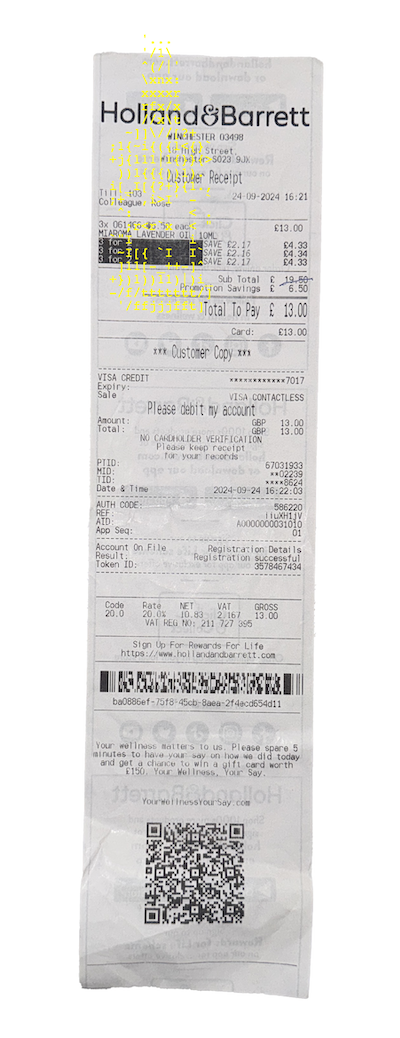 Holland&Barrett
WINCHESTER 03498
High Street,
Winchester SO23 9JX
Customer Receipt
24-09-2024 16:21
Colleague: Rose
3x each £13.00
MIAROMA LAVENDER OIL 10ML
3 for SAVE £2.17 £4.33
3 for SAVE £2.16 £4.34
3 for SAVE £2.17 £4.33
Sub Total £ 19.50
Promotion Savings £ 6.50
Total To Pay £ 13.00
Card: £13.00
*** Customer Copy ***
VISA CREDIT ************7017
Expiry:
Sale VISA CONTACTLESS
Please debit my account
Amount: GBP 13.00
Total: GBP 13.00
NO CARDHOLDER VERIFICATION
Please keep receipt
for your records
PTID: 67031933
MID: **02239
TID: ****8624
Date & Time 2024-09-24 16:22:03
AUTH CODE: 586220
REF:
AID: A0000000031010
App Seq: 01
Account On File Registration Details
Result: Registration successful
Token ID: 3578467434
Code Rate NET VAT GROSS
20.0 20.0% 10.83 2.167 13.00
VAT REG NO: 211 727 395
Sign Up For Rewards For Life
https://www.hollandandbarrett.com
ba0886ef-75f8-45cb-8aea-2f4acd654d11
Your wellness matters to us. Please spare 5
minutes to have your say on how we did today
and get a chance to win a gift card worth
£150. Your Wellness, Your Say.
YourWellnessYourSay.com